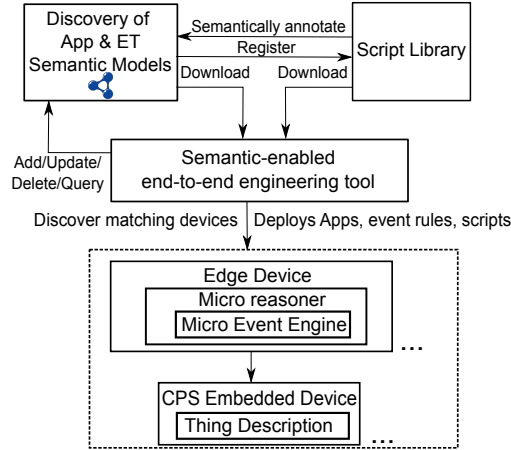 Discovery of
App & ET
Semantic Models
Semantically annotate
Register
Download
Download
Script Library
Add/Update/
Delete/Query
Semantic-enabled
end-to-end engineering tool
Discover matching devices
Deploys Apps, event rules, scripts
Edge Device
Micro reasoner
Micro Event Engine
...
CPS Embedded Device
Thing Description
...